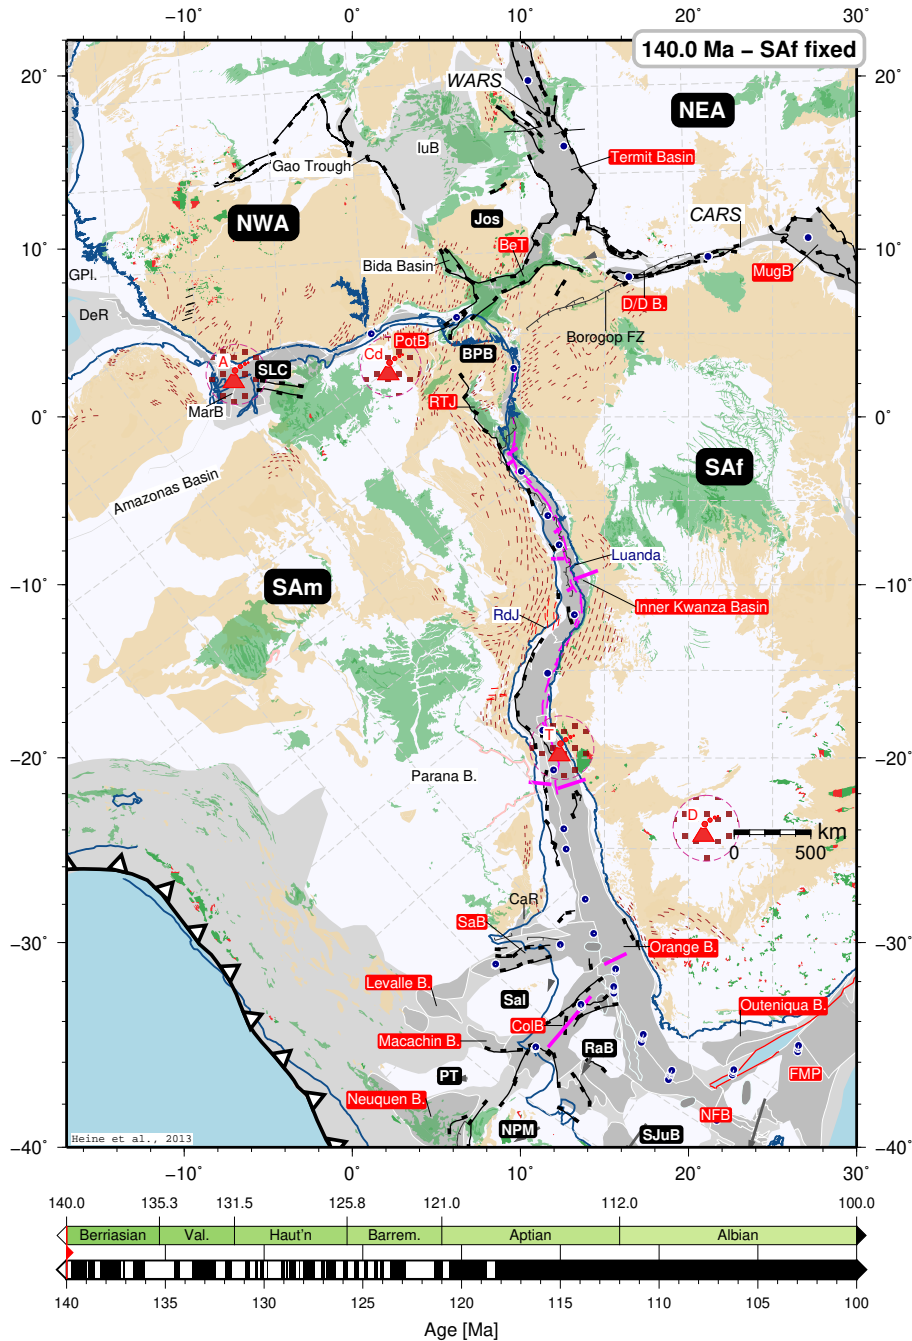 −10˚ 0˚ 10˚ 20˚ 30˚
140.0 Ma − SAf fixed
20˚ 20˚
WARS
NEA
IuB
Termit Basin
Gao Trough
Jos
CARS
NWA
BeT
10˚ 10˚
Bida Basin
GPl.
MugB
D/D B.
DeR
Borogop FZ
PotB
BPB
Cd
A
SLC
RTJ
MarB
0˚ 0˚
SAf
Amazonas Basin
Luanda
SAm
−10˚ −10˚
Inner Kwanza Basin
RdJ
T
−20˚ −20˚
Parana B.
D
km
0 500
CaR
SaB
−30˚ −30˚
Orange B.
Levalle B.
Sal
Outeniqua B.
ColB
Macachin B.
RaB
PT
FMP
Neuquen B.
NFB
NPM
SJuB
Heine et al., 2013
−40˚ −40˚
−10˚ 0˚ 10˚ 20˚ 30˚
140.0 135.3 131.5 125.8 121.0 112.0 100.0
Berriasian Val. Haut'n Barrem. Aptian Albian
140 135 130 125 120 115 110 105 100
Age [Ma]